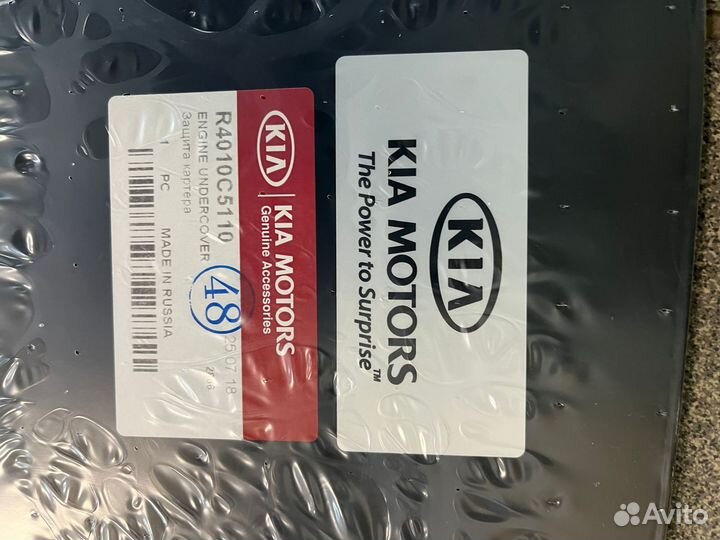 KIA
KIA MOTORS
The Power to Surprise™
KIA
KIA MOTORS
Genuine Accessories
R4010C5110
ENGINE UNDERCOVER
Защита картера
25.07.18
48
1 PC MADE IN RUSSIA
Avito